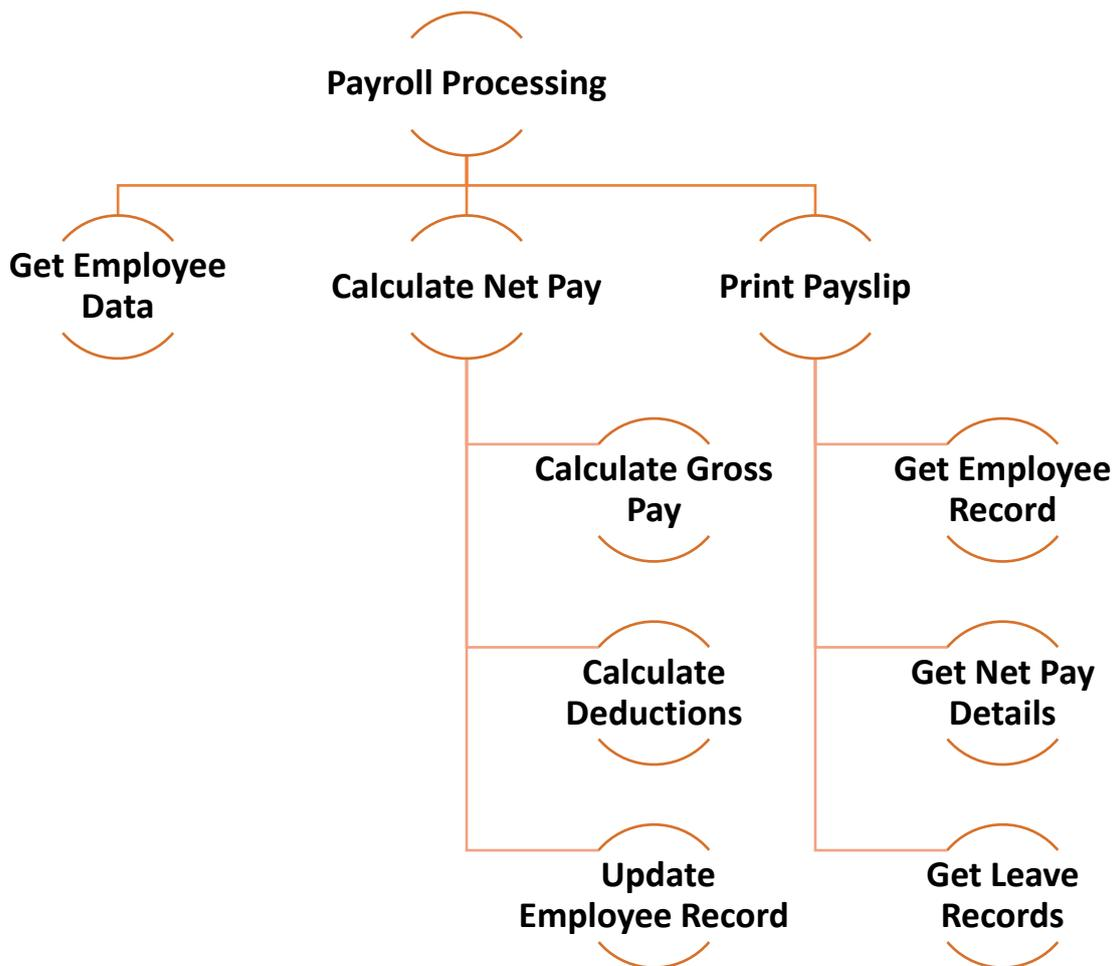 Payroll Processing
Get Employee
Data
Calculate Net Pay
Print Payslip
Calculate Gross
Pay
Get Employee
Record
Calculate
Deductions
Get Net Pay
Details
Update
Employee Record
Get Leave
Records